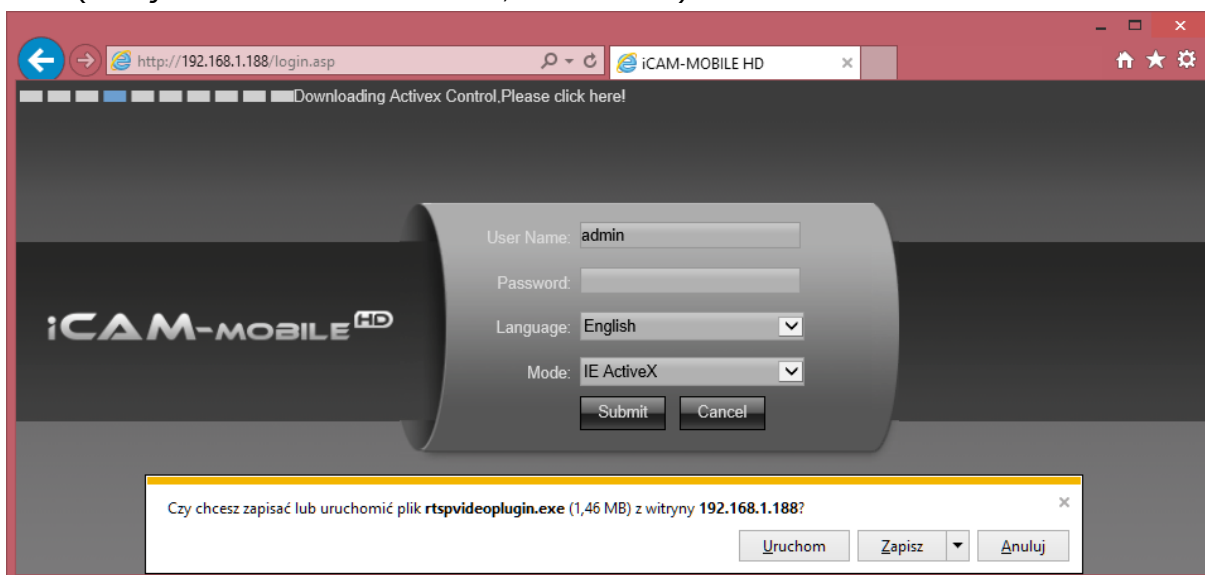 http://192.168.1.188/login.asp
iCAM-MOBILE HD
Downloading Activex Control,Please click here!
User Name: admin
Password:
iCAM-MOBILE HD
Language: English
Mode: IE ActiveX
Submit Cancel
Czy chcesz zapisać lub uruchomić plik rtspvideoplugin.exe (1,46 MB) z witryny 192.168.1.188?
Uruchom Zapisz Anuluj